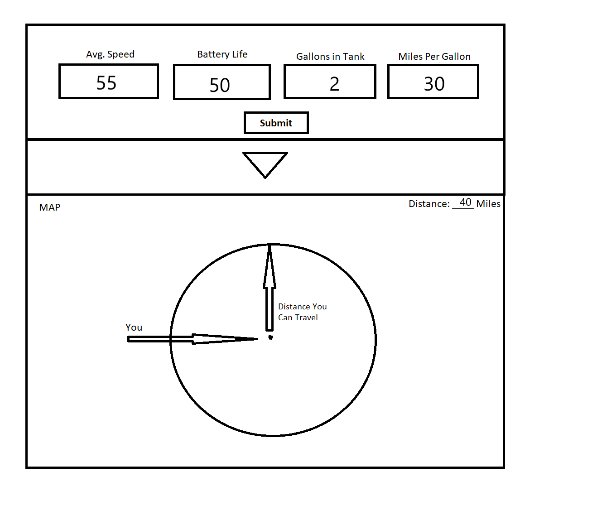 Avg. Speed Battery Life Gallons in Tank Miles Per Gallon
55 50 2 30
Submit
MAP Distance: 40 Miles
Distance You
Can Travel
You